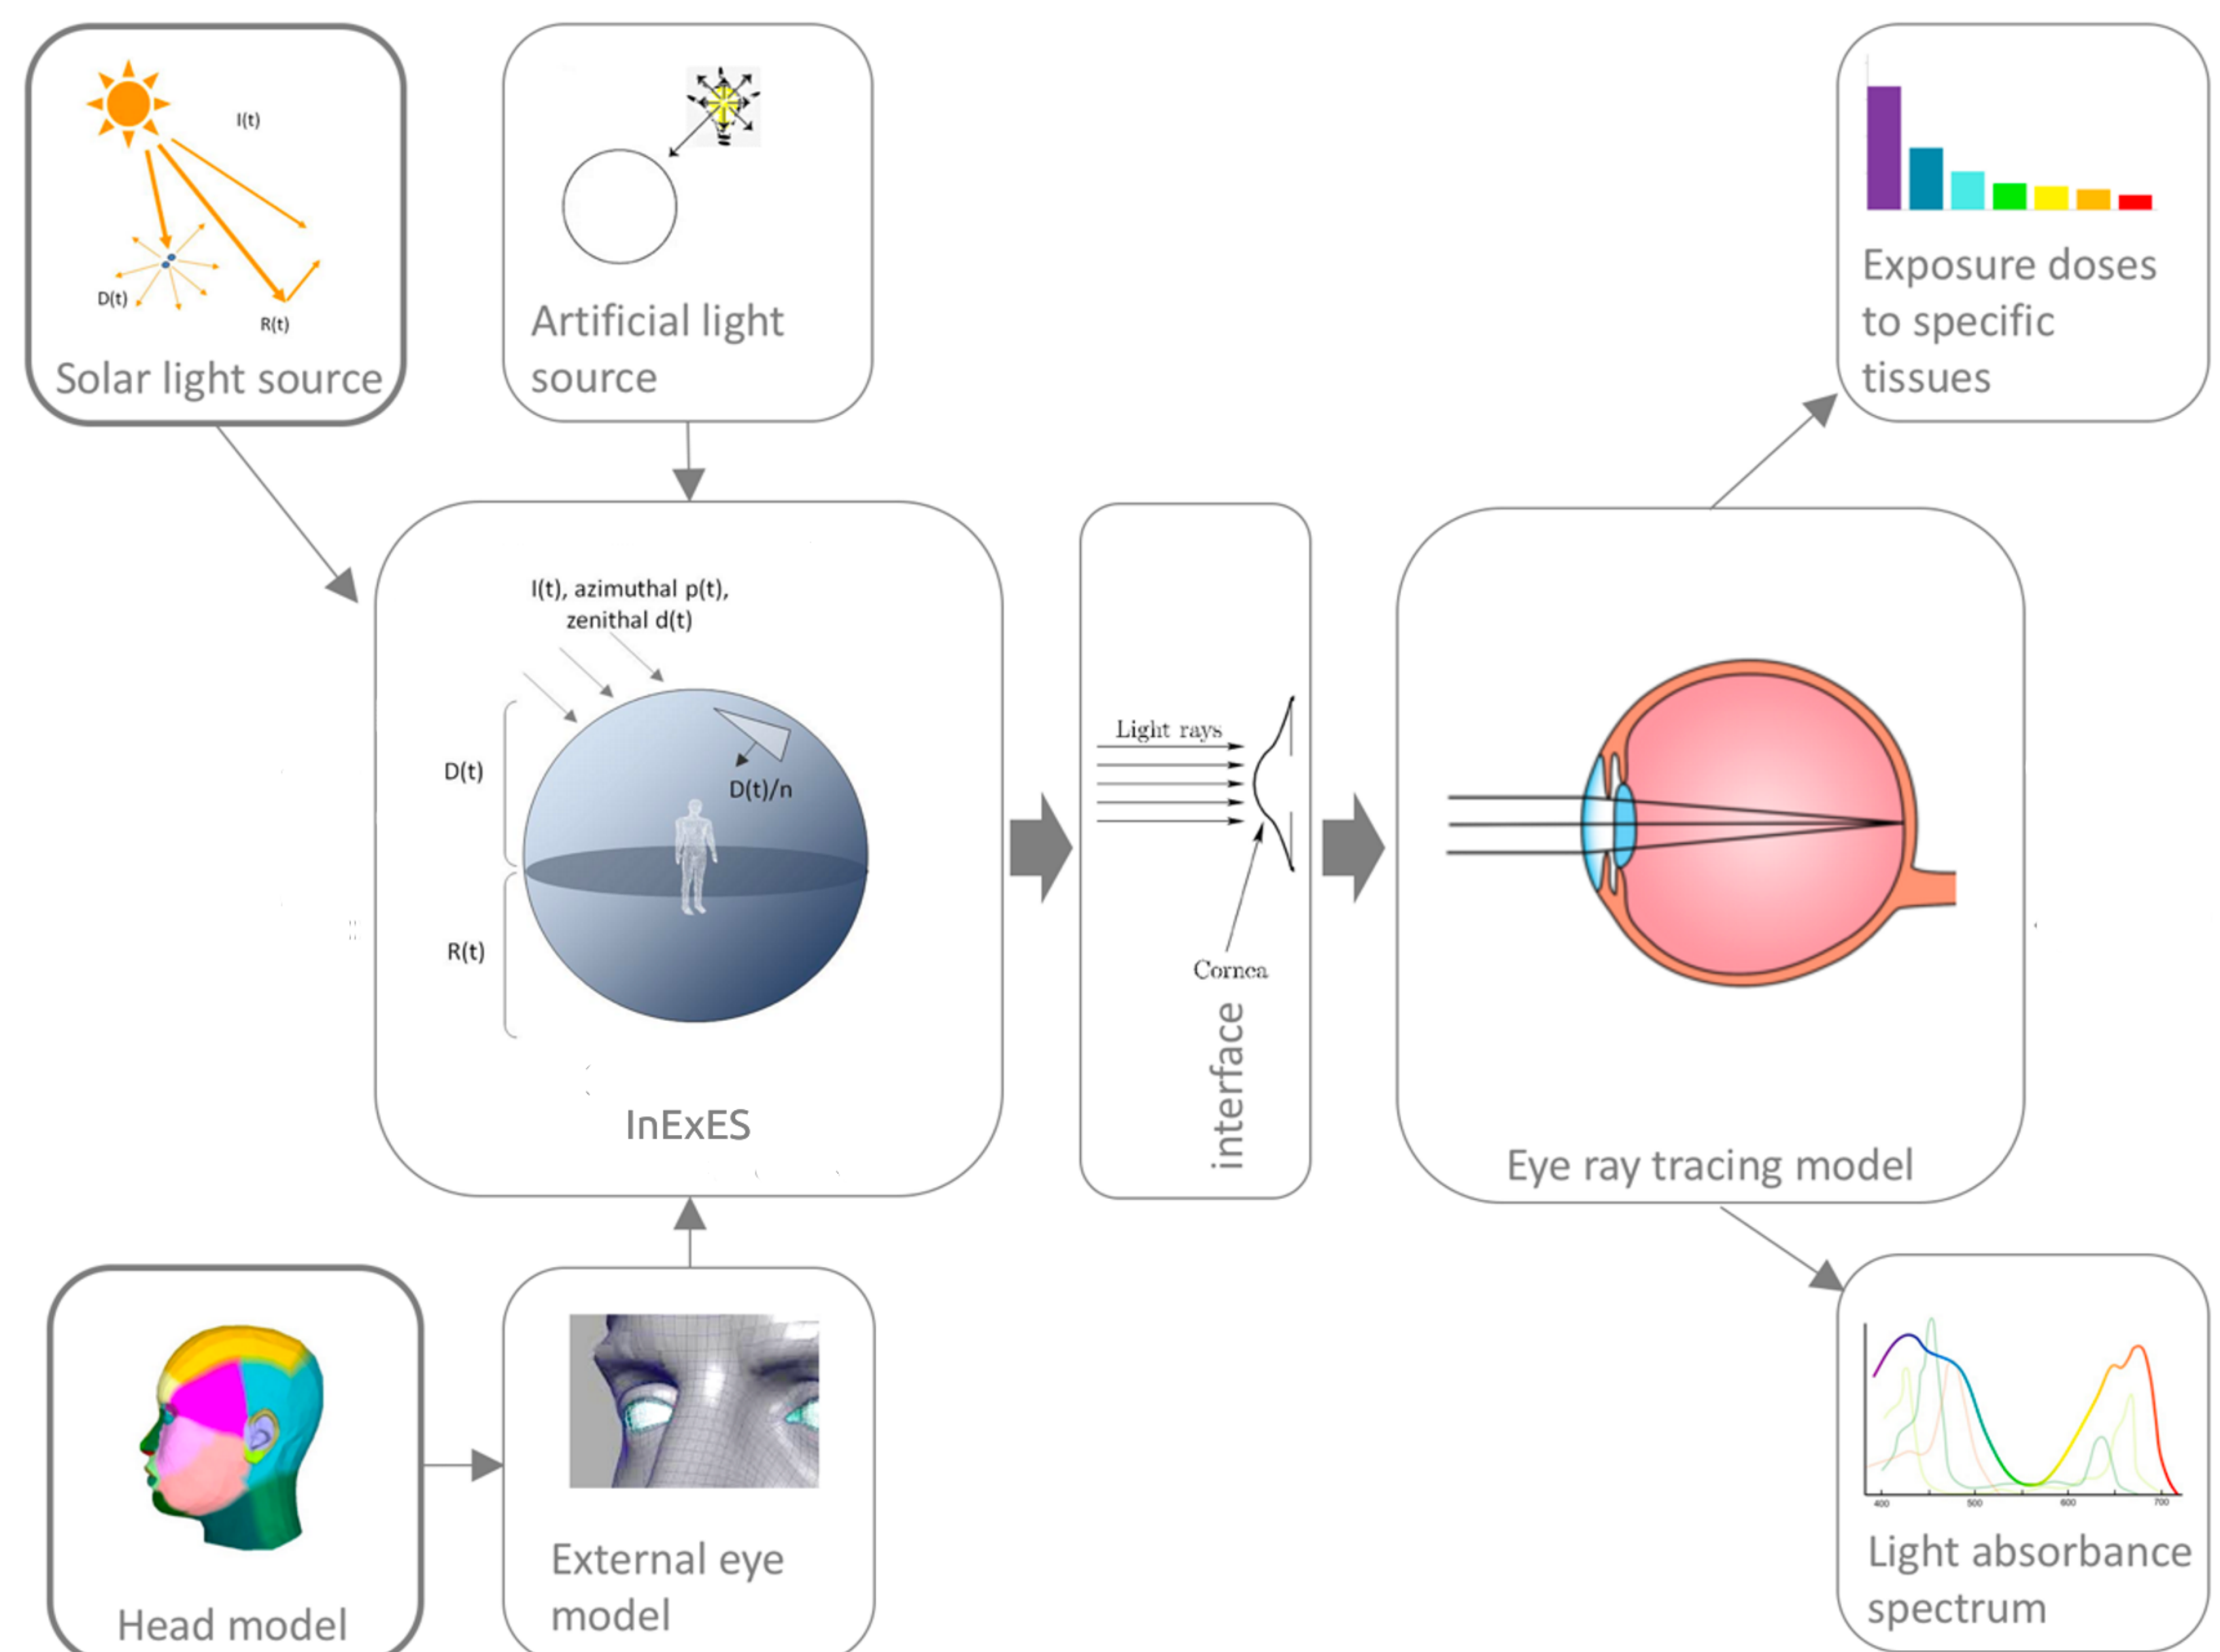 I(t)
D(t)
R(t)
Solar light source
Artificial light
source
Exposure doses
to specific
tissues
I(t), azimuthal p(t),
zenithal d(t)
D(t)
D(t)/n
R(t)
InExES
Light rays
Cornea
interface
Eye ray tracing model
Head model
External eye
model
400 500 600 700
Light absorbance
spectrum